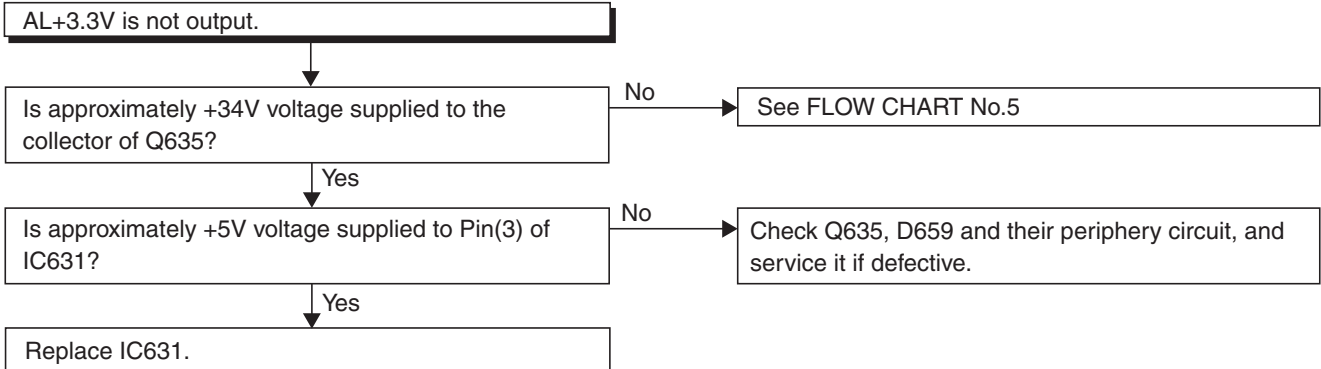 AL+3.3V is not output.
Is approximately +34V voltage supplied to the
collector of Q635?
No
See FLOW CHART No.5
Yes
Is approximately +5V voltage supplied to Pin(3) of
IC631?
No
Check Q635, D659 and their periphery circuit, and
service it if defective.
Yes
Replace IC631.